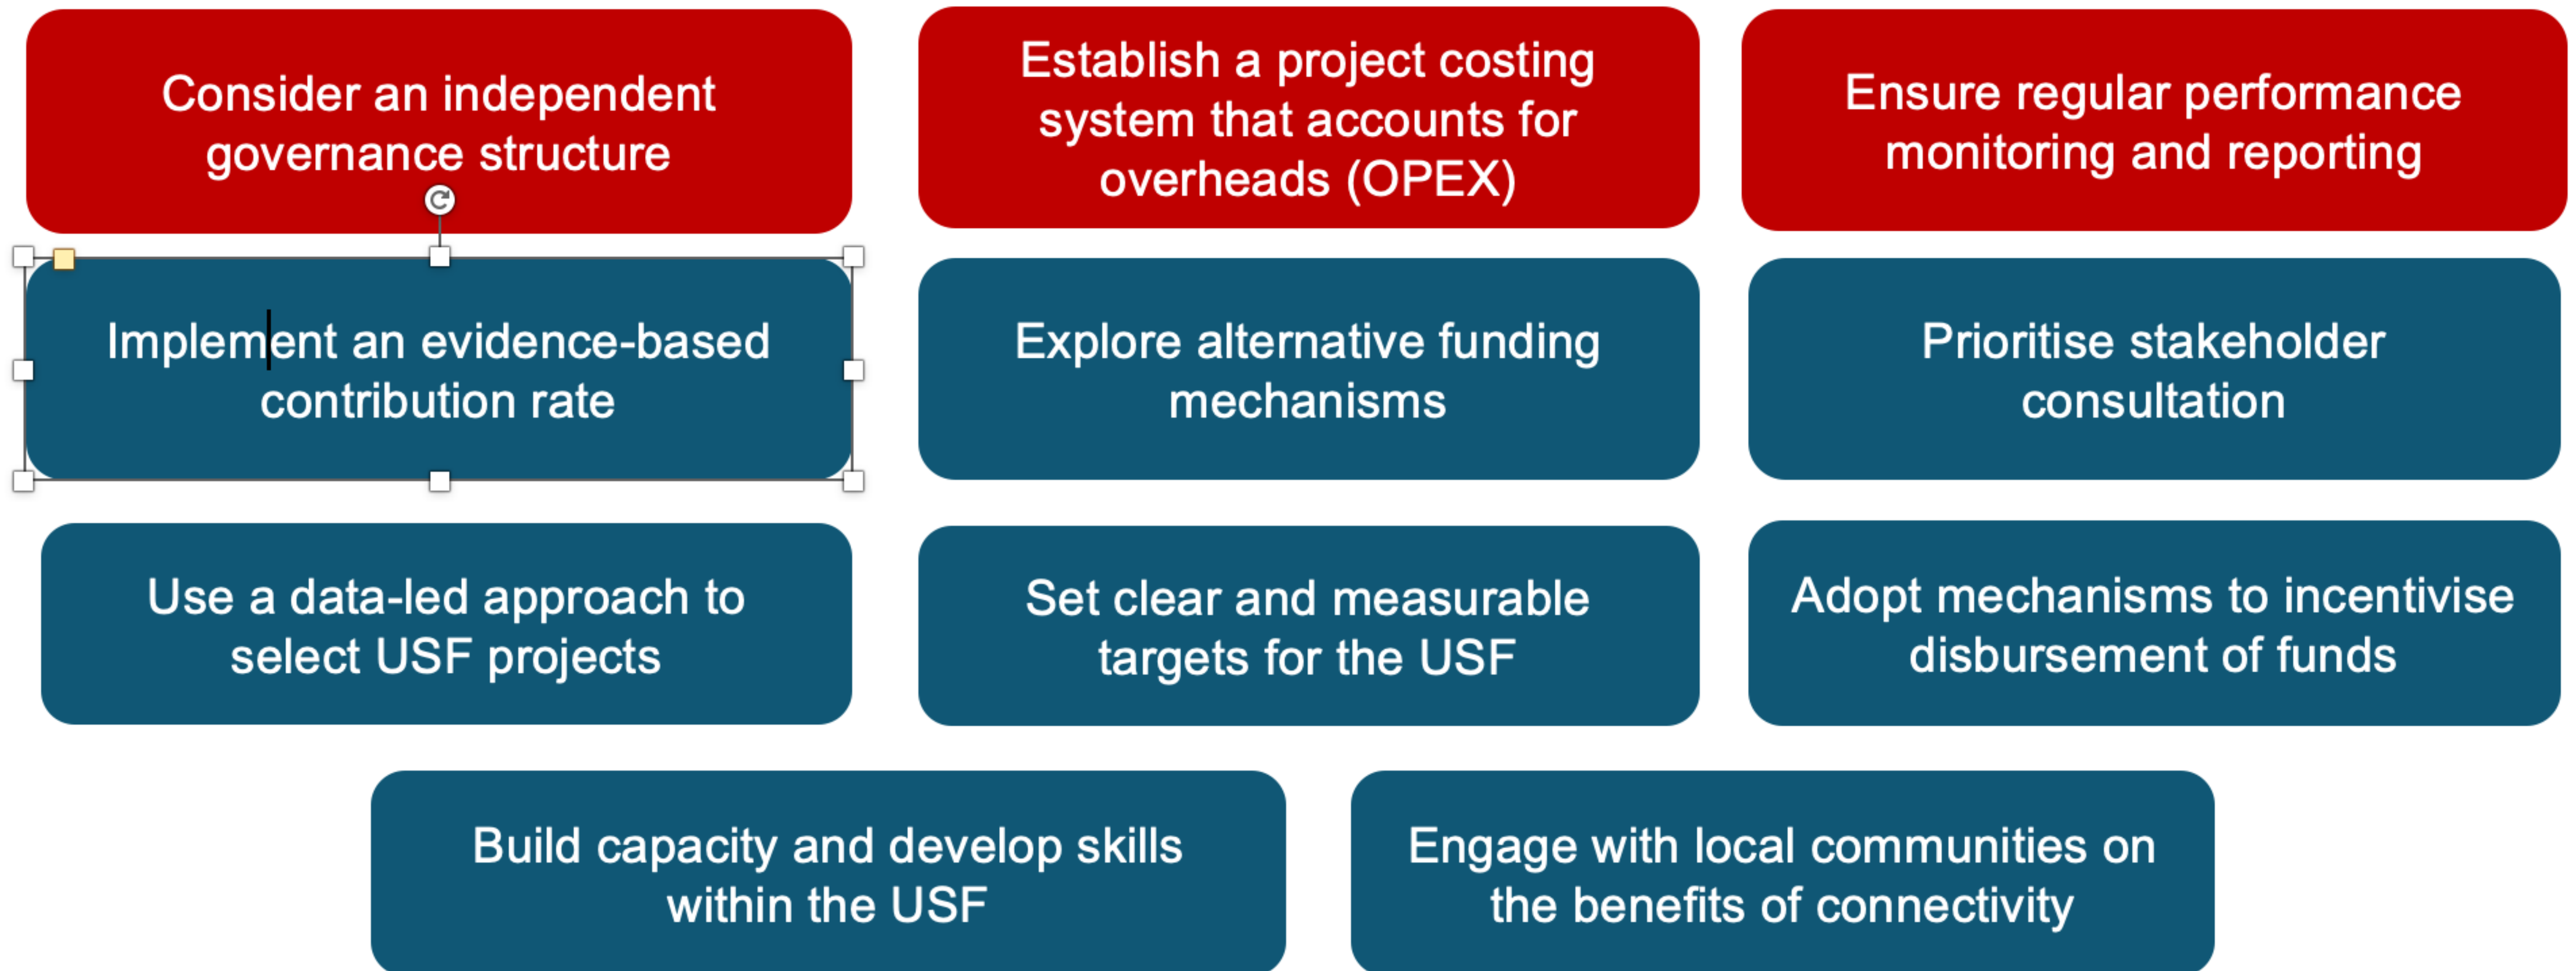 Consider an independent
governance structure
Establish a project costing
system that accounts for
overheads (OPEX)
Ensure regular performance
monitoring and reporting
Implement an evidence-based
contribution rate
Explore alternative funding
mechanisms
Prioritise stakeholder
consultation
Use a data-led approach to
select USF projects
Set clear and measurable
targets for the USF
Adopt mechanisms to incentivise
disbursement of funds
Build capacity and develop skills
within the USF
Engage with local communities on
the benefits of connectivity